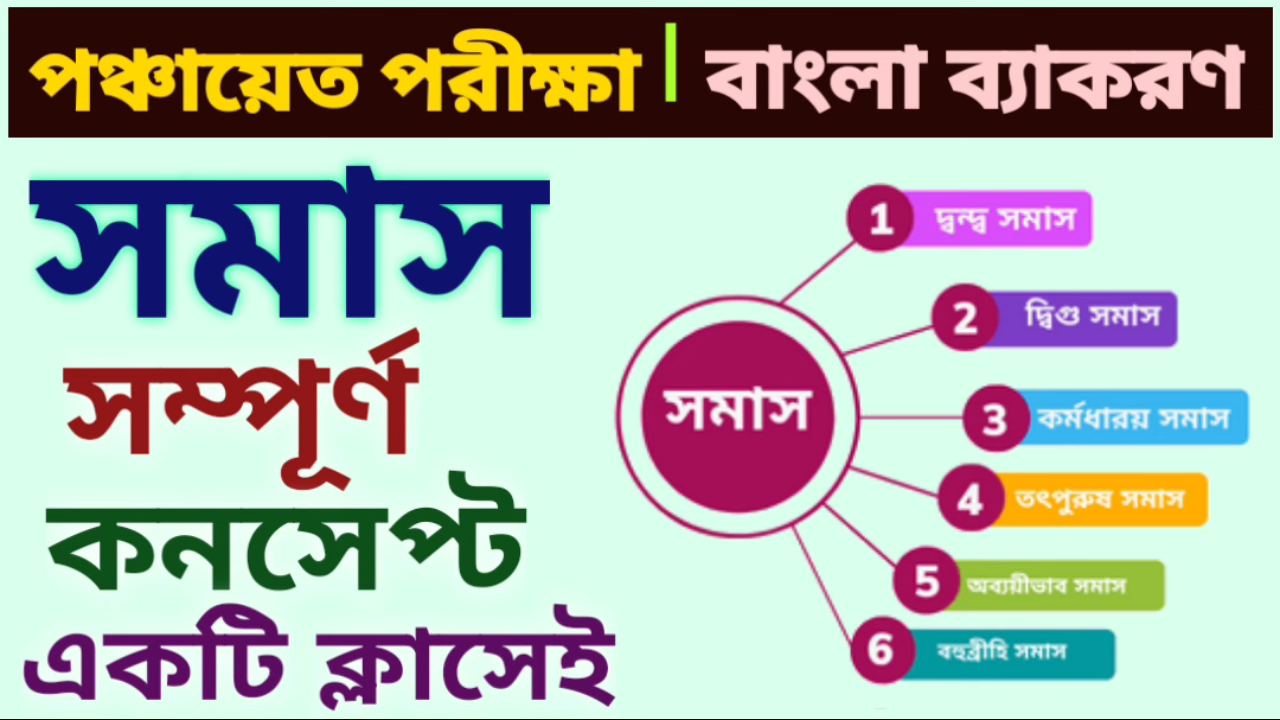 পঞ্চায়েত পরীক্ষা | বাংলা ব্যাকরণ
সমাস
সম্পূর্ণ
কনসেপ্ট
একটি ক্লাসেই
সমাস
1 দ্বন্দ্ব সমাস
2 দ্বিগু সমাস
3 কর্মধারয় সমাস
4 তৎপুরুষ সমাস
5 অব্যয়ীভাব সমাস
6 বহুব্রীহি সমাস